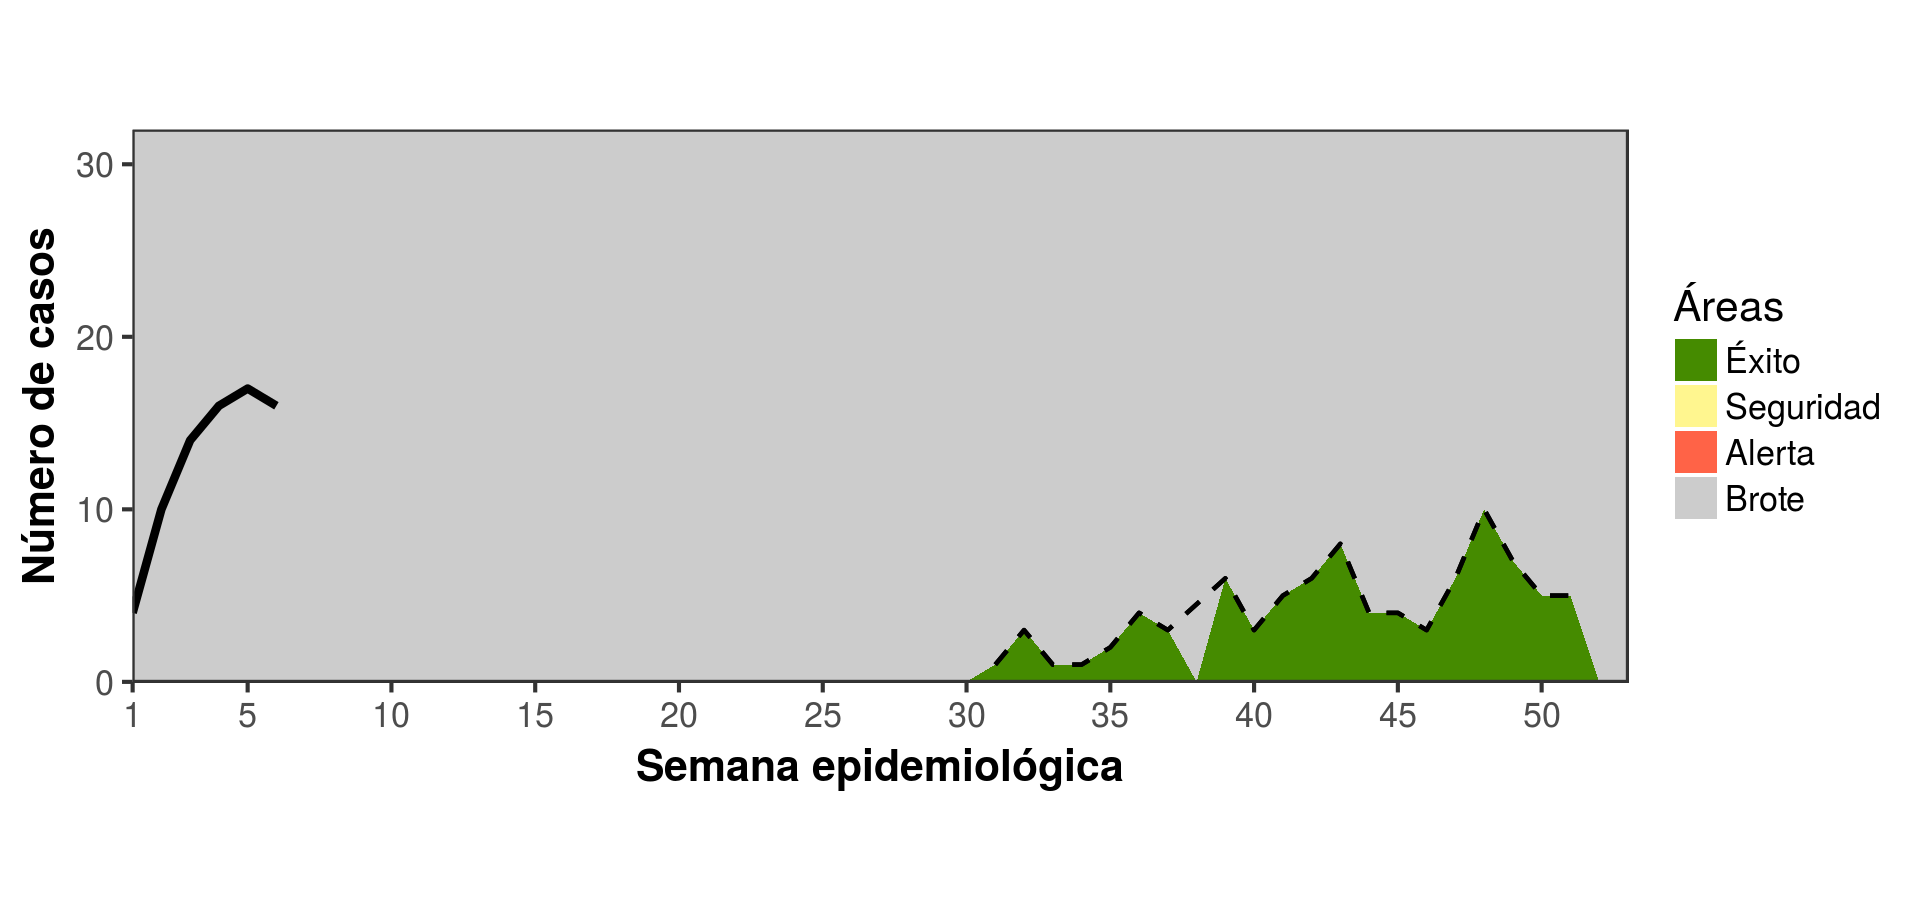 Número de casos
30
20
10
0
1 5 10 15 20 25 30 35 40 45 50
Semana epidemiológica
Áreas
Éxito
Seguridad
Alerta
Brote